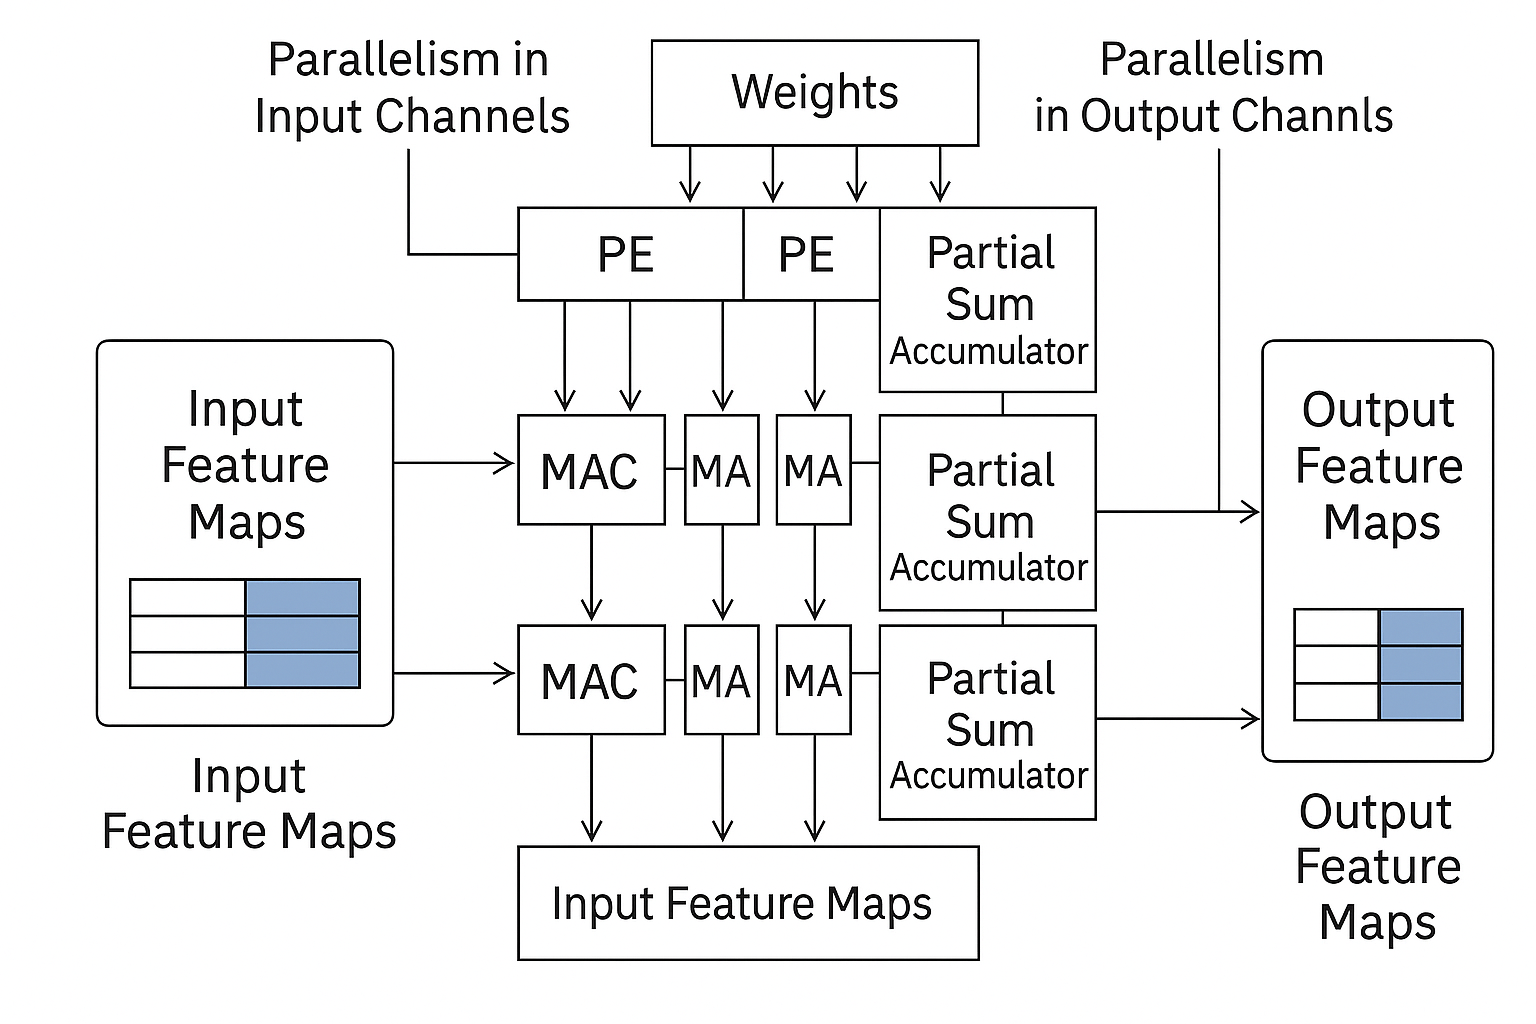 Parallelism in
Input Channels
Weights
Parallelism
in Output Channls
PE
PE
Partial
Sum
Accumulator
Input
Feature
Maps
MAC
MA
MA
Partial
Sum
Accumulator
Output
Feature
Maps
MAC
MA
MA
Partial
Sum
Accumulator
Input
Feature Maps
Output
Feature
Maps
Input Feature Maps